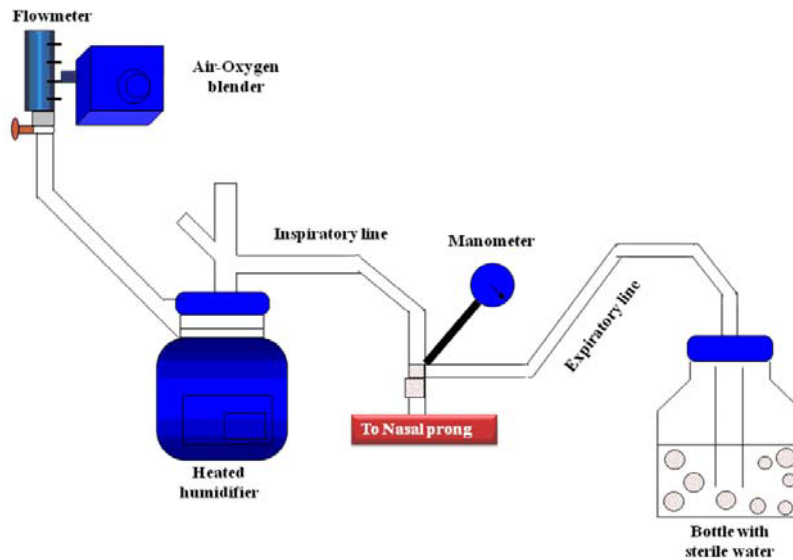 Flowmeter
Air-Oxygen
blender
Inspiratory line
Manometer
Expiratory line
To Nasal prong
Heated
humidifier
Bottle with
sterile water